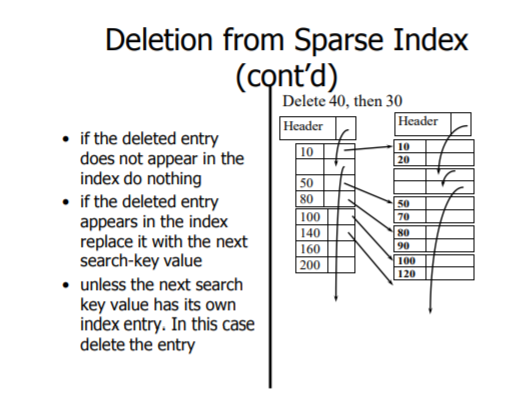 Deletion from Sparse Index
(cont'd)
• if the deleted entry
does not appear in the
index do nothing
• if the deleted entry
appears in the index
replace it with the next
search-key value
• unless the next search
key value has its own
index entry. In this case
delete the entry
Delete 40, then 30
Header
10
50
80
100
140
160
200
Header
10
20
50
70
80
90
100
120